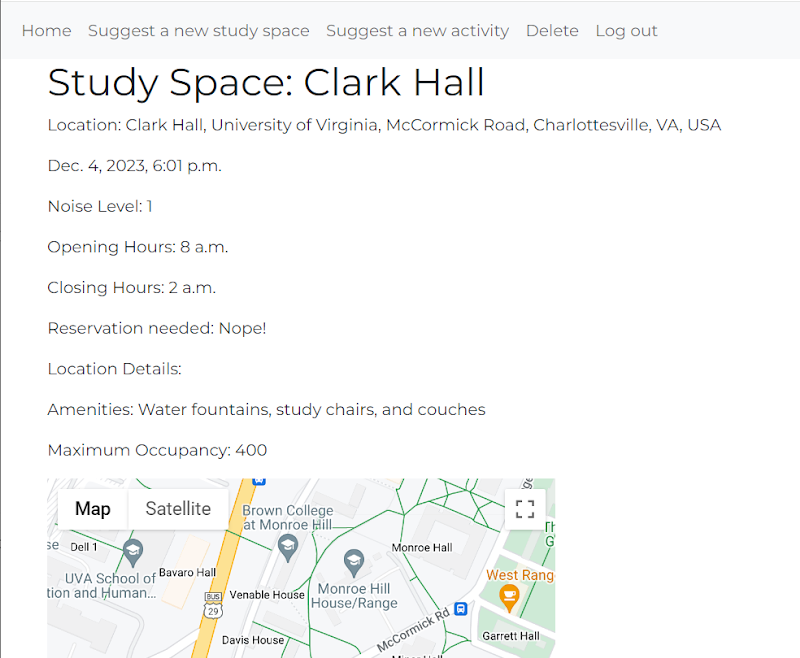 Home Suggest a new study space Suggest a new activity Delete Log out
Study Space: Clark Hall
Location: Clark Hall, University of Virginia, McCormick Road, Charlottesville, VA, USA
Dec. 4, 2023, 6:01 p.m.
Noise Level: 1
Opening Hours: 8 a.m.
Closing Hours: 2 a.m.
Reservation needed: Nope!
Location Details:
Amenities: Water fountains, study chairs, and couches
Maximum Occupancy: 400
Map Satellite
Brown College
at Monroe Hill
Dell 1
Monroe Hall
UVA School of
tion and Human...
Bavaro Hall
Monroe Hill
House/Range
West Rang
Venable House
BUS
29
McCormick Rd
Garrett Hall
Davis House